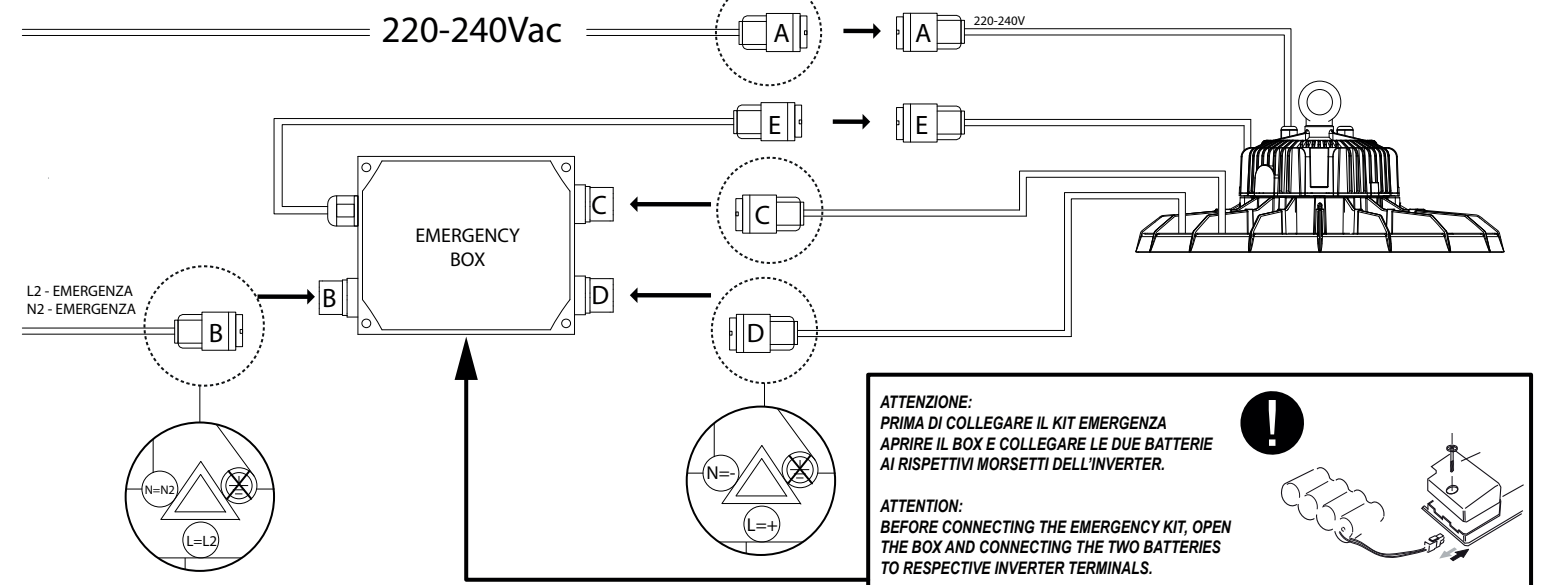 220-240Vac
A
A
220-240V
E
E
C
C
EMERGENCY
BOX
L2 - EMERGENZA
N2 - EMERGENZA
B
B
D
D
N=N2
L=L2
N=-
L=+
ATTENZIONE:
PRIMA DI COLLEGARE IL KIT EMERGENZA
APRIRE IL BOX E COLLEGARE LE DUE BATTERIE
AI RISPETTIVI MORSETTI DELL'INVERTER.
ATTENTION:
BEFORE CONNECTING THE EMERGENCY KIT, OPEN
THE BOX AND CONNECTING THE TWO BATTERIES
TO RESPECTIVE INVERTER TERMINALS.
!